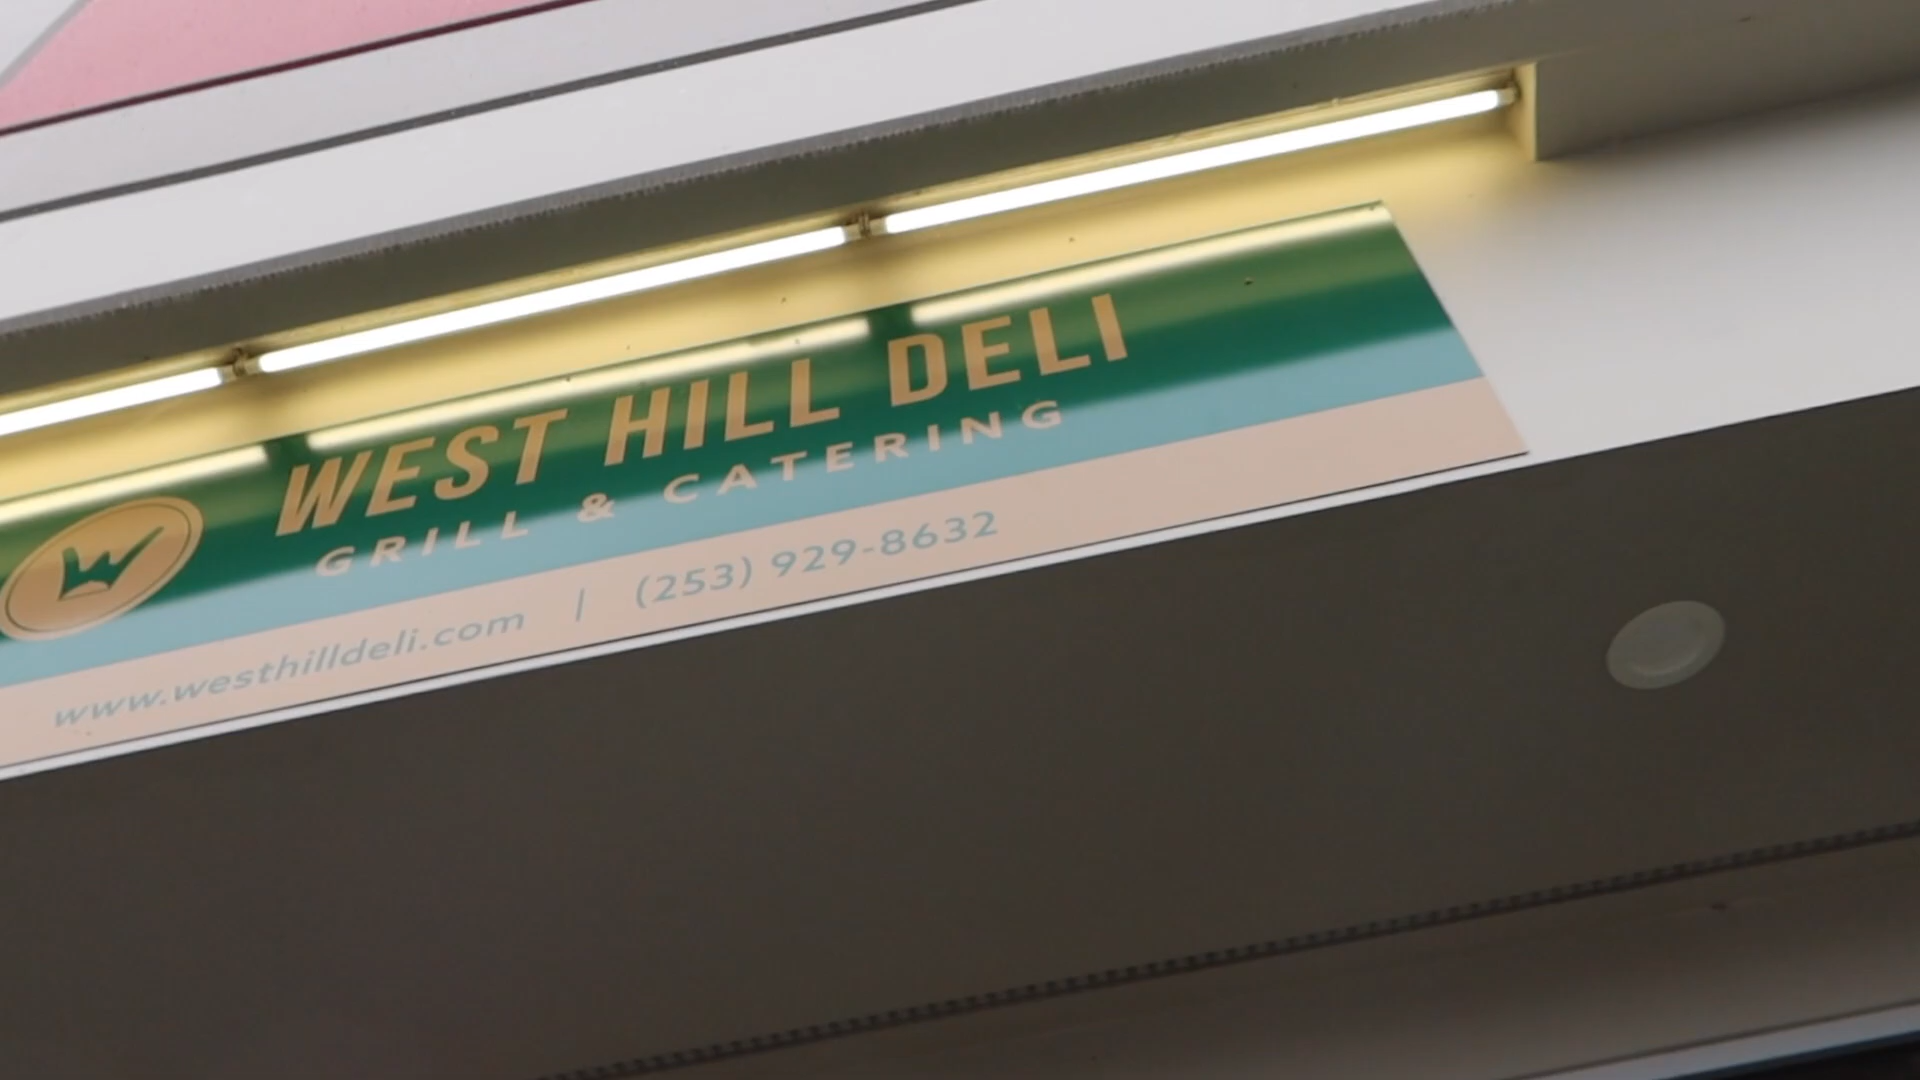 WEST HILL DELI
GRILL & CATERING
www.westhilldeli.com | (253) 929-8632